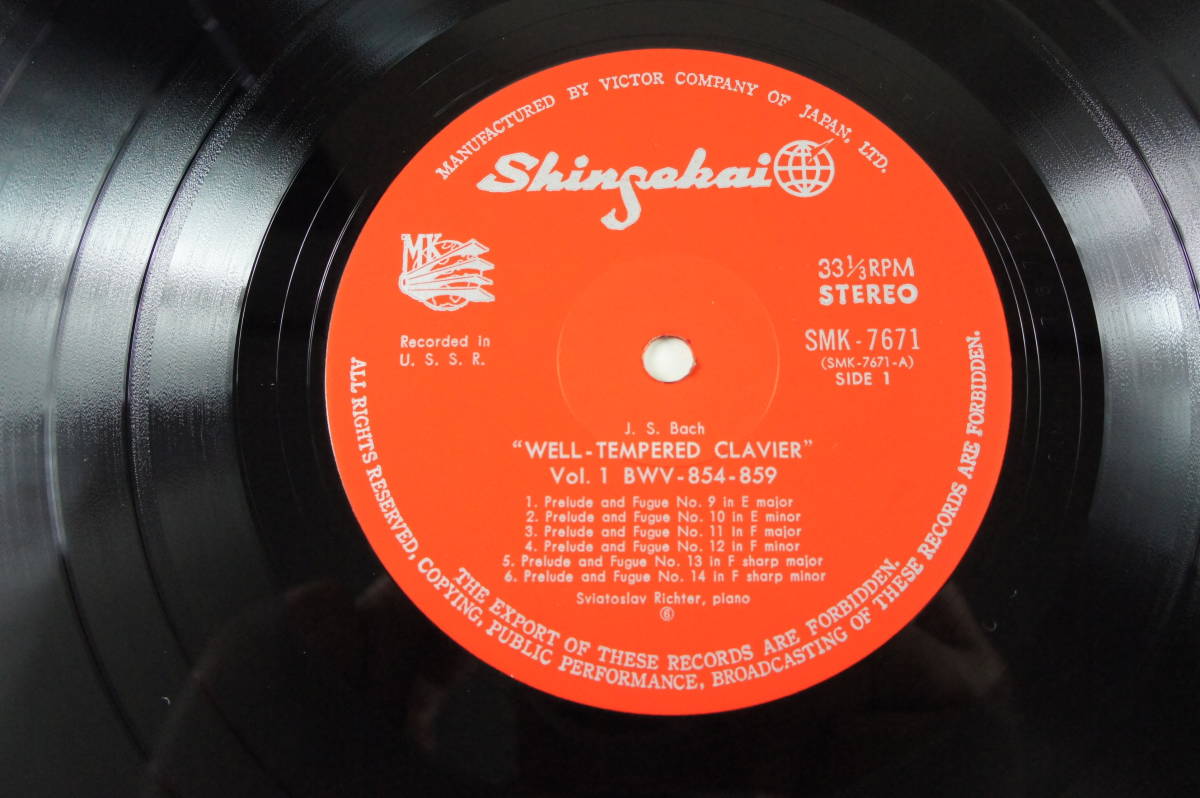 MANUFACTURED BY VICTOR COMPANY OF JAPAN, LTD.
Shinsekai
MK
33 1/3 RPM
STEREO
Recorded in
U. S. S. R.
SMK - 7671
(SMK-7671-A)
SIDE 1
J. S. Bach
"WELL-TEMPERED CLAVIER"
Vol. 1 BWV-854-859
1. Prelude and Fugue No. 9 in E major
2. Prelude and Fugue No. 10 in E minor
3. Prelude and Fugue No. 11 in F major
4. Prelude and Fugue No. 12 in F minor
5. Prelude and Fugue No. 13 in F sharp major
6. Prelude and Fugue No. 14 in F sharp minor
Sviatoslav Richter, piano
⑥
THE EXPORT OF THESE RECORDS ARE FORBIDDEN.
ALL RIGHTS RESERVED, COPYING, PUBLIC PERFORMANCE, BROADCASTING OF THESE RECORDS ARE FORBIDDEN.